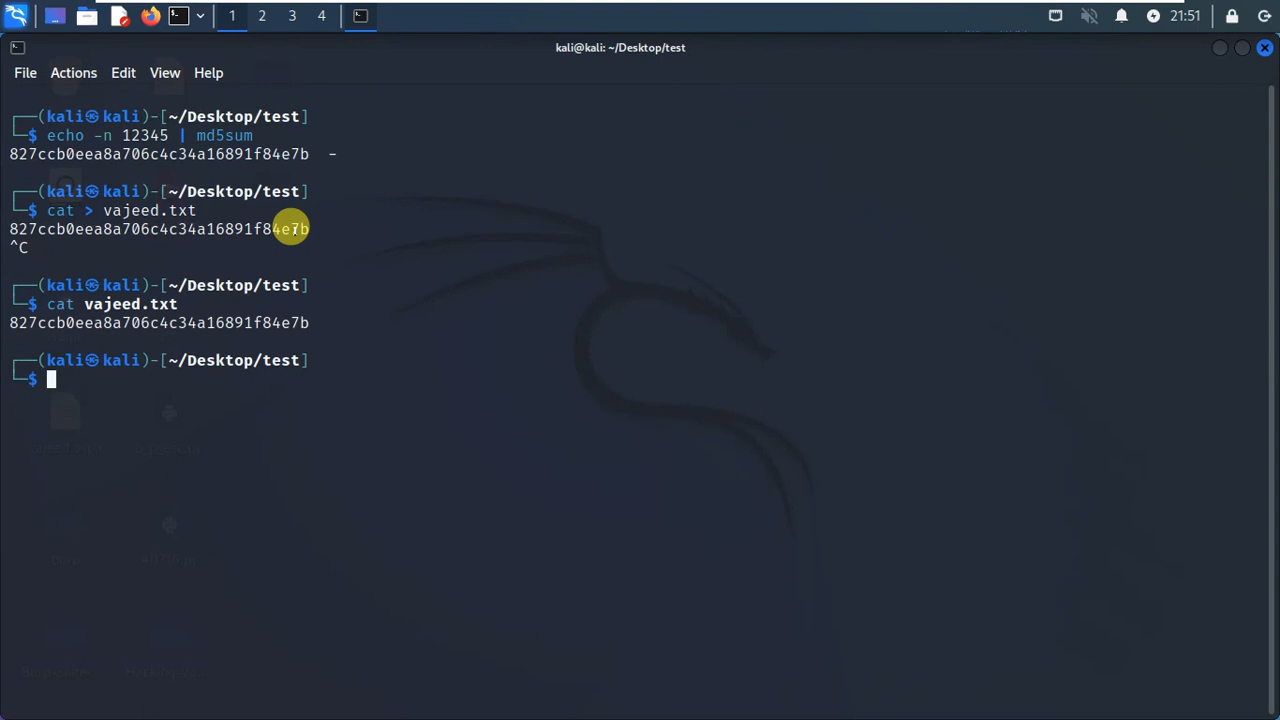 1 2 3 4 21:51
kali@kali: ~/Desktop/test
File Actions Edit View Help
┌──(kali㉿kali)-[~/Desktop/test]
└─$ echo -n 12345 | md5sum
827ccb0eea8a706c4c34a16891f84e7b  -
┌──(kali㉿kali)-[~/Desktop/test]
└─$ cat > vajeed.txt
827ccb0eea8a706c4c34a16891f84e7b
^C
┌──(kali㉿kali)-[~/Desktop/test]
└─$ cat vajeed.txt
827ccb0eea8a706c4c34a16891f84e7b
┌──(kali㉿kali)-[~/Desktop/test]
└─$